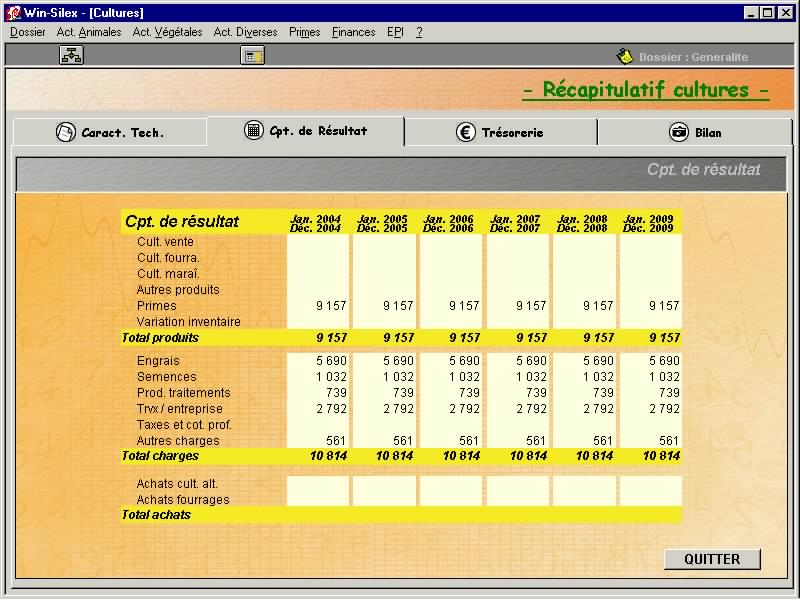 Win-Silex - [Cultures]
Dossier Act. Animales Act. Végétales Act. Diverses Primes Finances EPI ?
Dossier : Generalite
- Récapitulatif cultures -
Caract. Tech. Cpt. de Résultat Trésorerie Bilan
Cpt. de résultat
Cpt. de résultat Jan. 2004 Jan. 2005 Jan. 2006 Jan. 2007 Jan. 2008 Jan. 2009
Déc. 2004 Déc. 2005 Déc. 2006 Déc. 2007 Déc. 2008 Déc. 2009
Cult. vente
Cult. fourra.
Cult. maraî.
Autres produits
Primes 9 157 9 157 9 157 9 157 9 157 9 157
Variation inventaire
Total produits 9 157 9 157 9 157 9 157 9 157 9 157
Engrais 5 690 5 690 5 690 5 690 5 690 5 690
Semences 1 032 1 032 1 032 1 032 1 032 1 032
Prod. traitements 739 739 739 739 739 739
Trvx / entreprise 2 792 2 792 2 792 2 792 2 792 2 792
Taxes et cot. prof.
Autres charges 561 561 561 561 561 561
Total charges 10 814 10 814 10 814 10 814 10 814 10 814
Achats cult. alt.
Achats fourrages
Total achats
QUITTER